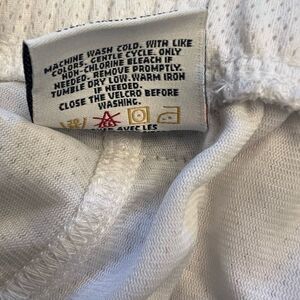 MACHINE WASH COLD. WITH LIKE
COLORS. GENTLE CYCLE. ONLY
NON-CHLORINE BLEACH IF
NEEDED. REMOVE PROMPTLY.
TUMBLE DRY LOW. WARM IRON
IF NEEDED.
CLOSE THE VELCRO BEFORE
WASHING.
AVEC LES